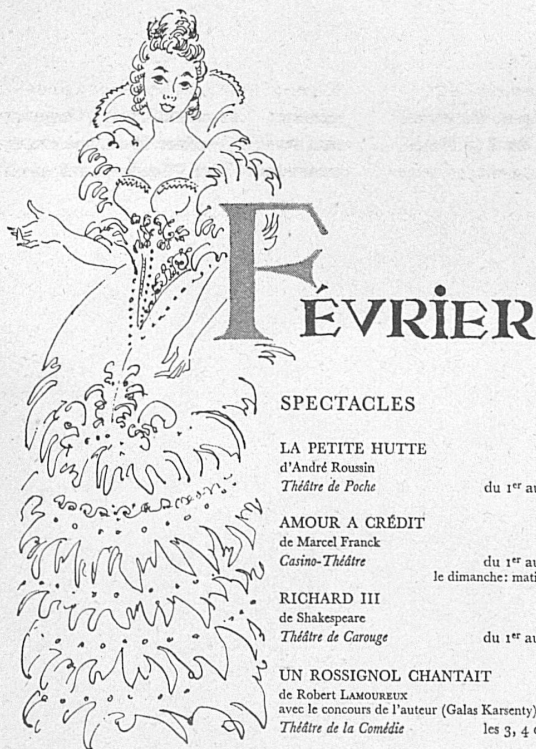 FÉVRIER
SPECTACLES
LA PETITE HUTTE
d'André Roussin
Théâtre de Poche du 1er au
AMOUR A CRÉDIT
de Marcel Franck
Casino-Théâtre du 1er au
le dimanche: mati
RICHARD III
de Shakespeare
Théâtre de Carouge du 1er au
UN ROSSIGNOL CHANTAIT
de Robert LAMOUREUX
avec le concours de l'auteur (Galas Karsenty)
Théâtre de la Comédie les 3, 4